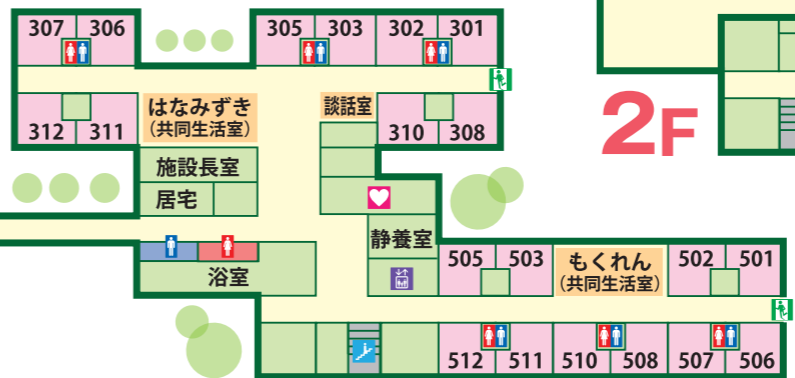 307 306
305 303
302 301
312 311
はなみずき
(共同生活室)
談話室
310 308
2F
施設長室
居宅
静養室
浴室
505 503
もくれん
(共同生活室)
502 501
512 511
510 508
507 506